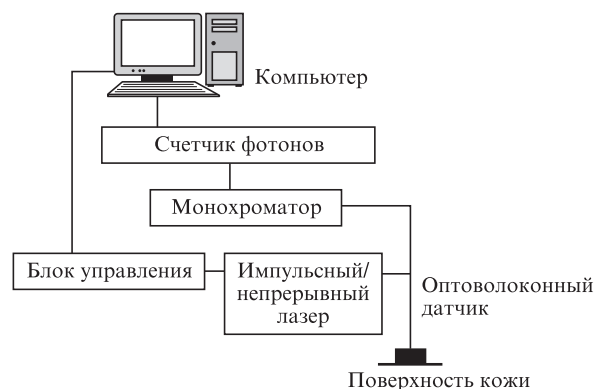 Компьютер
Счетчик фотонов
Монохроматор
Блок управления
Импульсный/
непрерывный
лазер
Оптоволоконный
датчик
Поверхность кожи